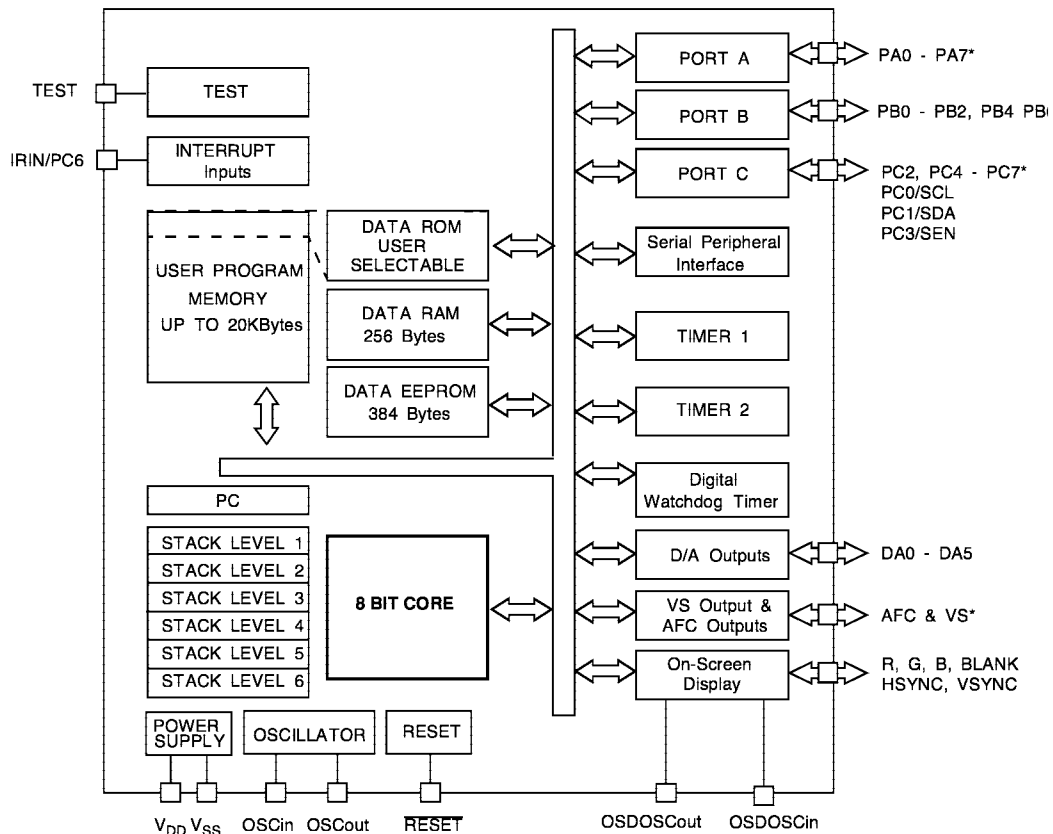 TEST
TEST
IRIN/PC6
INTERRUPT
Inputs
USER PROGRAM
MEMORY
UP TO 20KBytes
DATA ROM
USER
SELECTABLE
DATA RAM
256 Bytes
DATA EEPROM
384 Bytes
PC
STACK LEVEL 1
STACK LEVEL 2
STACK LEVEL 3
STACK LEVEL 4
STACK LEVEL 5
STACK LEVEL 6
8 BIT CORE
POWER
SUPPLY
OSCILLATOR
RESET
VDD VSS OSCin OSCout RESET
PORT A
PA0 - PA7*
PORT B
PB0 - PB2, PB4 PB6
PORT C
PC2, PC4 - PC7*
PC0/SCL
PC1/SDA
PC3/SEN
Serial Peripheral
Interface
TIMER 1
TIMER 2
Digital
Watchdog Timer
D/A Outputs
DA0 - DA5
VS Output &
AFC Outputs
AFC & VS*
On-Screen
Display
R, G, B, BLANK
HSYNC, VSYNC
OSDOSCout OSDOSCin